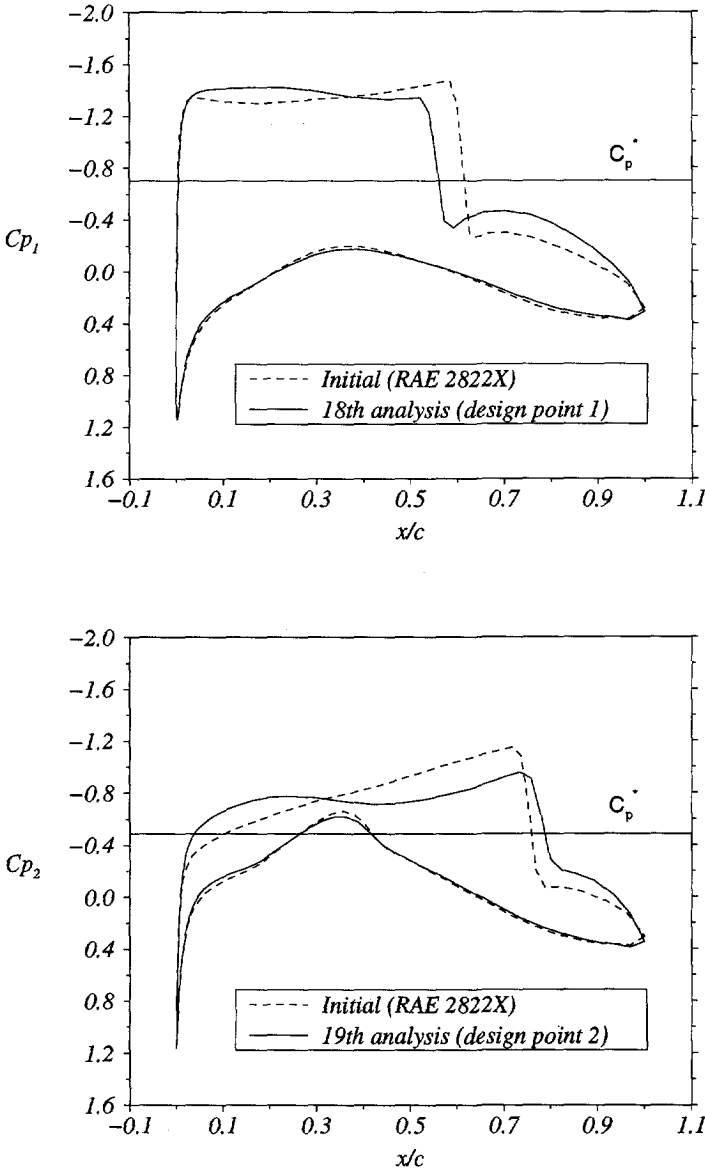 −2.0
−1.6
−1.2
−0.8
−0.4
0.0
0.4
0.8
1.2
1.6
Cp1
Cp*
Initial (RAE 2822X)
18th analysis (design point 1)
−0.1 0.1 0.3 0.5 0.7 0.9 1.1
x/c
−2.0
−1.6
−1.2
−0.8
−0.4
0.0
0.4
0.8
1.2
1.6
Cp2
Cp*
Initial (RAE 2822X)
19th analysis (design point 2)
−0.1 0.1 0.3 0.5 0.7 0.9 1.1
x/c